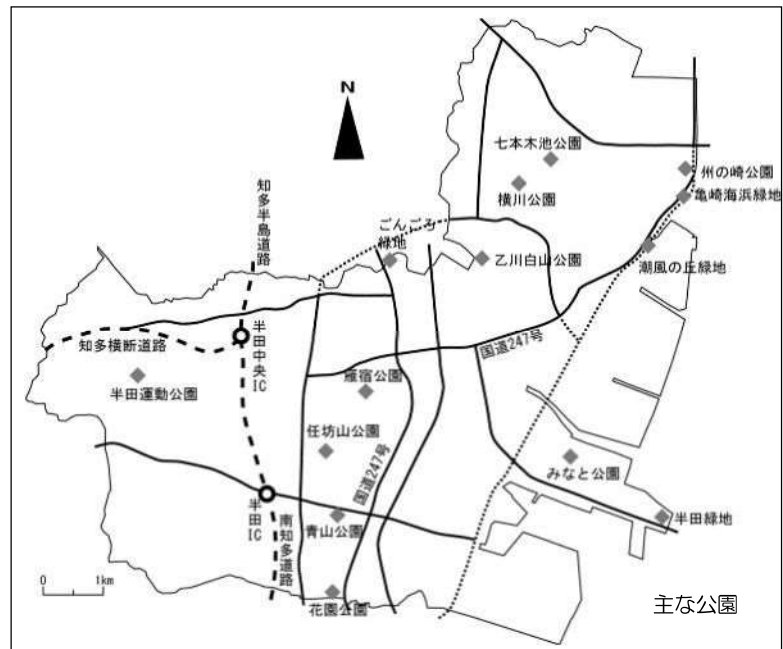 N
七本木池公園
州の崎公園
横川公園
亀崎海浜緑地
知多半島道路
ごんごろ
緑地
乙川白山公園
潮風の丘緑地
知多横断道路
半田中央
IC
国道247号
半田運動公園
雁宿公園
任坊山公園
みなと公園
国道247号
半田
IC
南知多道路
青山公園
半田緑地
0 1km
花園公園
主な公園